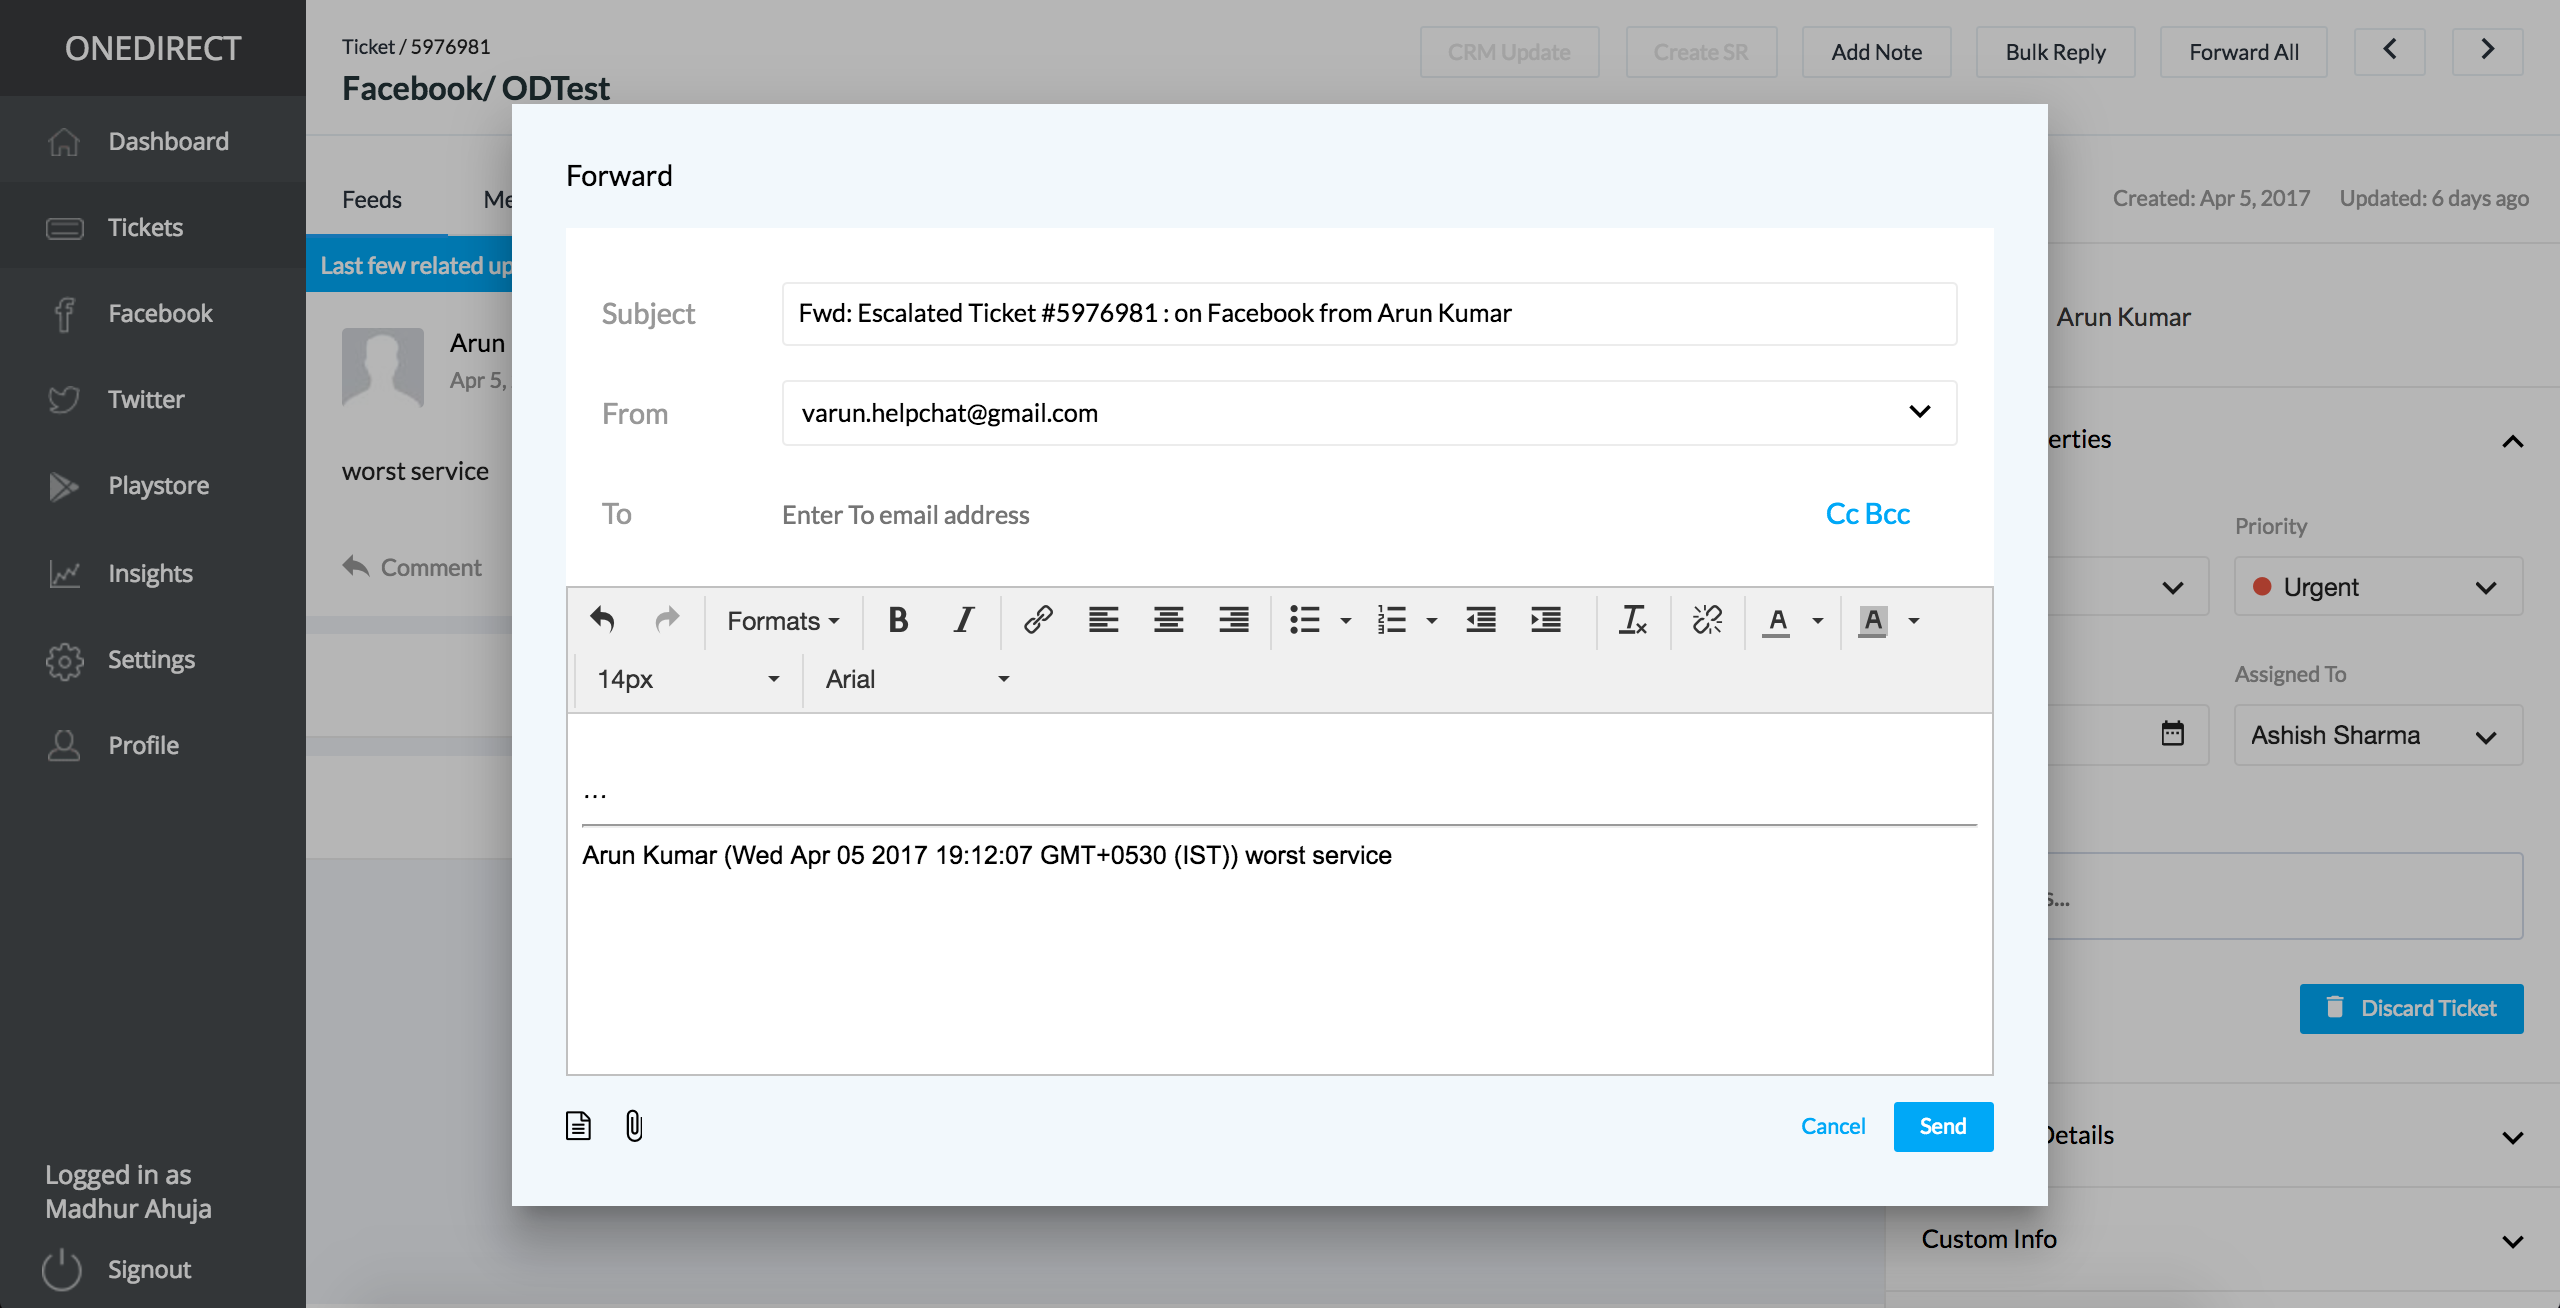 ONEDIRECT
Dashboard
Tickets
Facebook
Twitter
Playstore
Insights
Settings
Profile
Logged in as
Madhur Ahuja
Signout
Ticket / 5976981
Facebook/ ODTest
CRM Update
Create SR
Add Note
Bulk Reply
Forward All
Feeds
Created: Apr 5, 2017
Updated: 6 days ago
Last few related
Arun
Apr 5,
worst service
Comment
Forward
Subject
Fwd: Escalated Ticket #5976981 : on Facebook from Arun Kumar
From
varun.helpchat@gmail.com
To
Enter To email address
Cc Bcc
Formats
B I
A
A
14px
Arial
...
Arun Kumar (Wed Apr 05 2017 19:12:07 GMT+0530 (IST)) worst service
Cancel
Send
Arun Kumar
Priority
Urgent
Assigned To
Ashish Sharma
Discard Ticket
Details
Custom Info